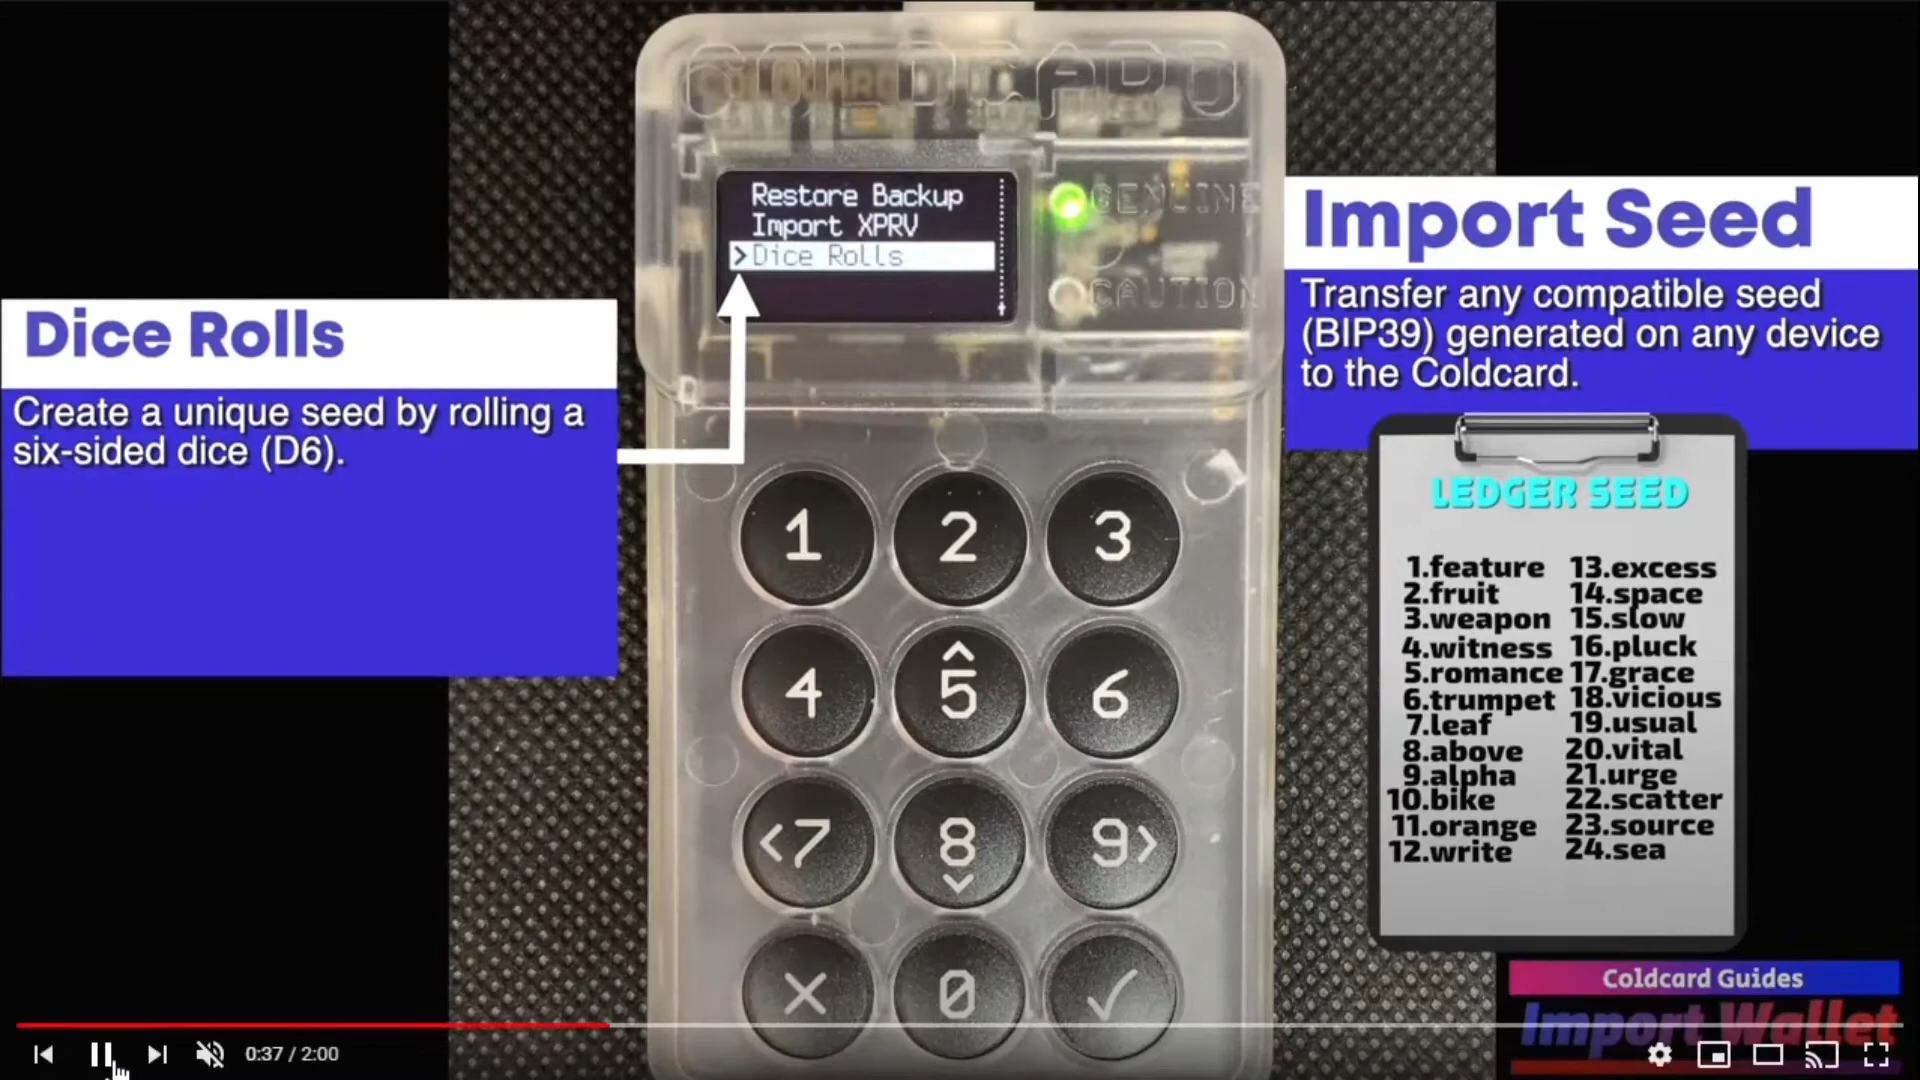 COLDCARD
Restore Backup
Import XPRV
>Dice Rolls
GENUINE
CAUTION
Dice Rolls
Create a unique seed by rolling a
six-sided dice (D6).
Import Seed
Transfer any compatible seed
(BIP39) generated on any device
to the Coldcard.
LEDGER SEED
1.feature
2.fruit
3.weapon
4.witness
5.romance
6.trumpet
7.leaf
8.above
9.alpha
10.bike
11.orange
12.write
13.excess
14.space
15.slow
16.pluck
17.grace
18.vicious
19.usual
20.vital
21.urge
22.scatter
23.source
24.sea
1
2
3
4
5
6
<7
8
9>
0
Coldcard Guides
Import Wallet
0:37 / 2:00